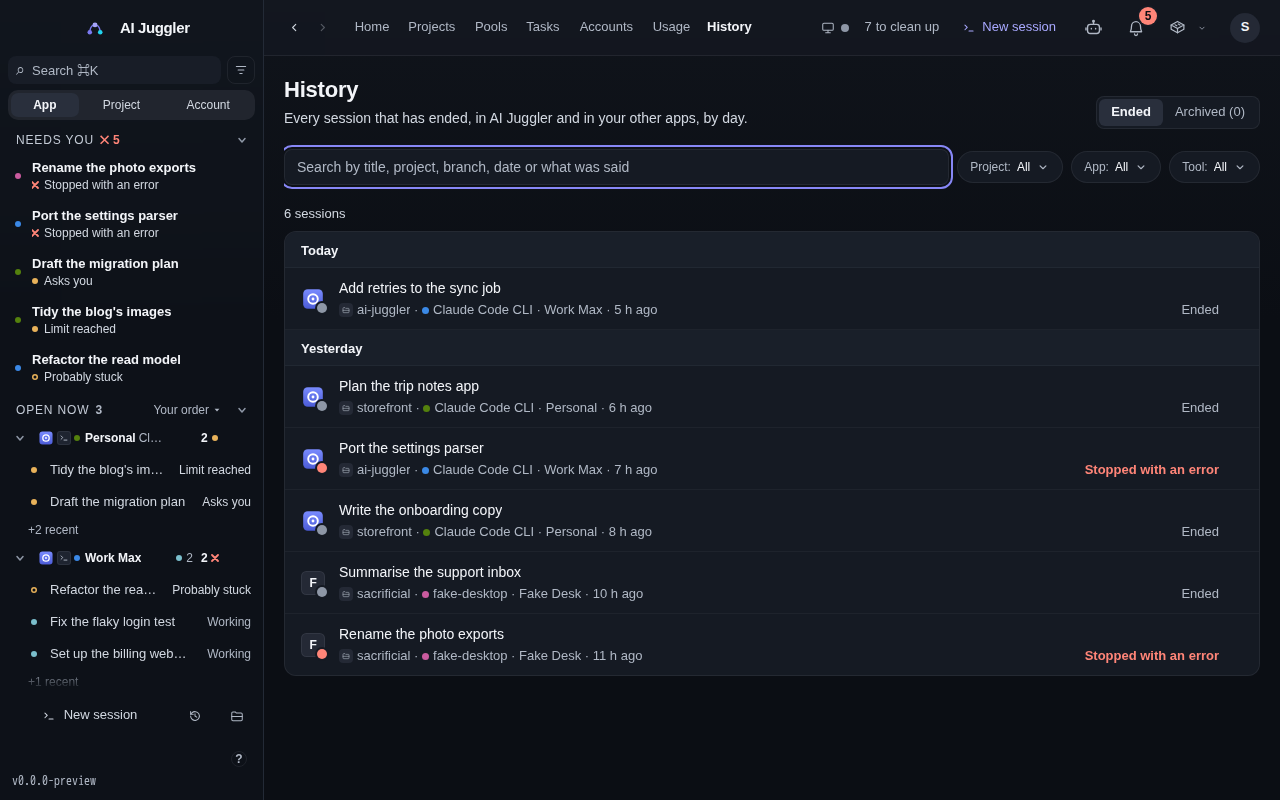 AI Juggler
Search ⌘K
App Project Account
NEEDS YOU 5
Rename the photo exports
Stopped with an error
Port the settings parser
Stopped with an error
Draft the migration plan
Asks you
Tidy the blog's images
Limit reached
Refactor the read model
Probably stuck
OPEN NOW 3 Your order
Personal Cl… 2
Tidy the blog's im… Limit reached
Draft the migration plan Asks you
+2 recent
Work Max 2 2
Refactor the rea… Probably stuck
Fix the flaky login test Working
Set up the billing web… Working
+1 recent
New session
?
v0.0.0-preview
Home Projects Pools Tasks Accounts Usage History 7 to clean up New session 5 S
History
Every session that has ended, in AI Juggler and in your other apps, by day.
Ended Archived (0)
Search by title, project, branch, date or what was said
Project: All App: All Tool: All
6 sessions
Today
Add retries to the sync job
ai-juggler · Claude Code CLI · Work Max · 5 h ago Ended
Yesterday
Plan the trip notes app
storefront · Claude Code CLI · Personal · 6 h ago Ended
Port the settings parser
ai-juggler · Claude Code CLI · Work Max · 7 h ago Stopped with an error
Write the onboarding copy
storefront · Claude Code CLI · Personal · 8 h ago Ended
F
Summarise the support inbox
sacrificial · fake-desktop · Fake Desk · 10 h ago Ended
F
Rename the photo exports
sacrificial · fake-desktop · Fake Desk · 11 h ago Stopped with an error